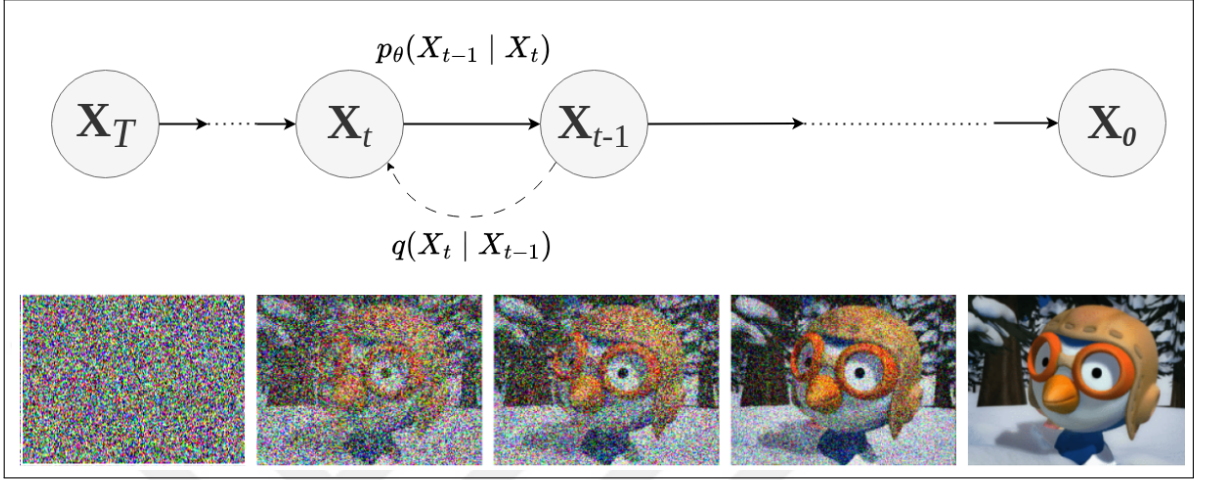 p_θ(X_{t−1} | X_t)
X_T X_t X_{t-1} X_0
q(X_t | X_{t−1})